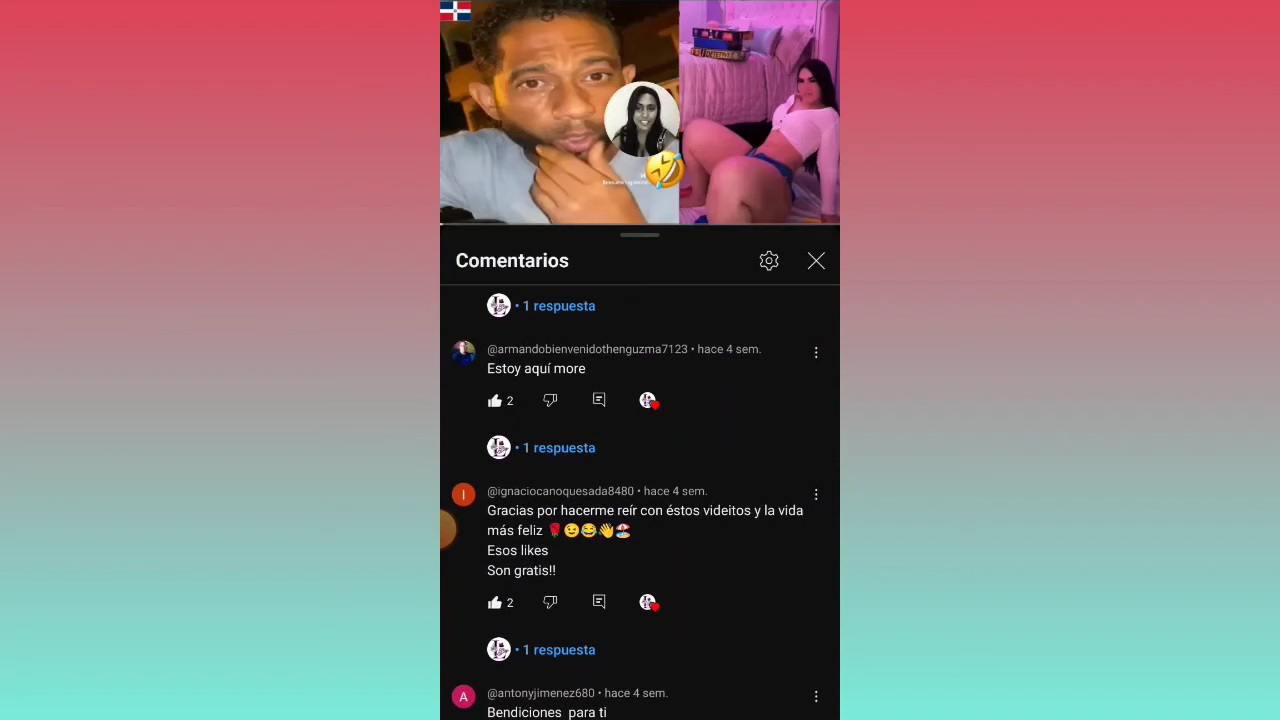 Comentarios
• 1 respuesta
@armandobienvenidothenguzma7123 • hace 4 sem.
Estoy aquí more
2
• 1 respuesta
@ignaciocanoquesada8480 • hace 4 sem.
Gracias por hacerme reír con éstos videitos y la vida
más feliz 🌹😉😂👋🏖️
Esos likes
Son gratis!!
2
• 1 respuesta
@antonyjimenez680 • hace 4 sem.
Bendiciones para ti
I
A